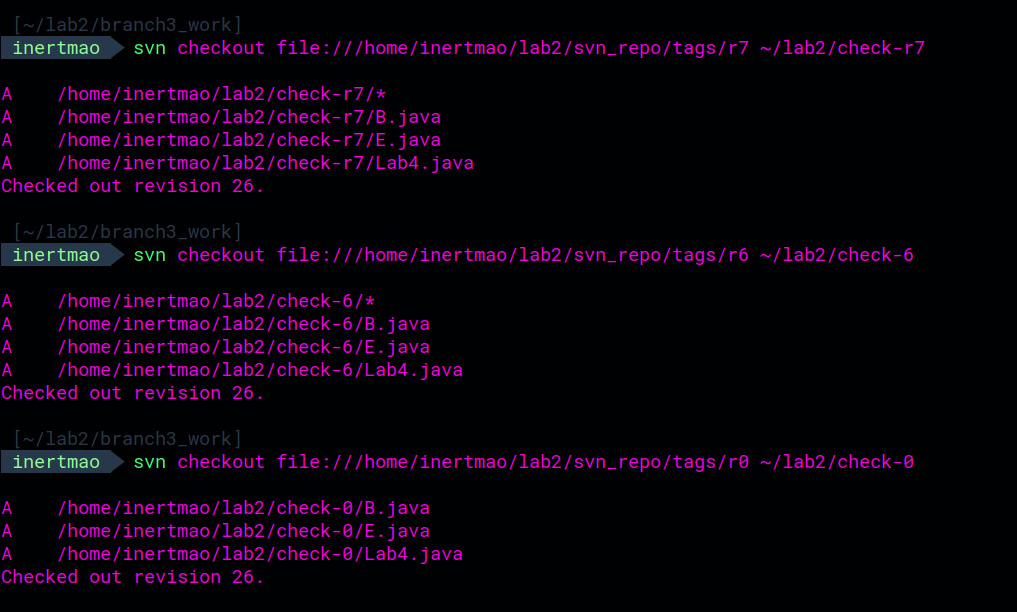 [~/lab2/branch3_work]
inertmao svn checkout file:///home/inertmao/lab2/svn_repo/tags/r7 ~/lab2/check-r7
A    /home/inertmao/lab2/check-r7/*
A    /home/inertmao/lab2/check-r7/B.java
A    /home/inertmao/lab2/check-r7/E.java
A    /home/inertmao/lab2/check-r7/Lab4.java
Checked out revision 26.
[~/lab2/branch3_work]
inertmao svn checkout file:///home/inertmao/lab2/svn_repo/tags/r6 ~/lab2/check-6
A    /home/inertmao/lab2/check-6/*
A    /home/inertmao/lab2/check-6/B.java
A    /home/inertmao/lab2/check-6/E.java
A    /home/inertmao/lab2/check-6/Lab4.java
Checked out revision 26.
[~/lab2/branch3_work]
inertmao svn checkout file:///home/inertmao/lab2/svn_repo/tags/r0 ~/lab2/check-0
A    /home/inertmao/lab2/check-0/B.java
A    /home/inertmao/lab2/check-0/E.java
A    /home/inertmao/lab2/check-0/Lab4.java
Checked out revision 26.